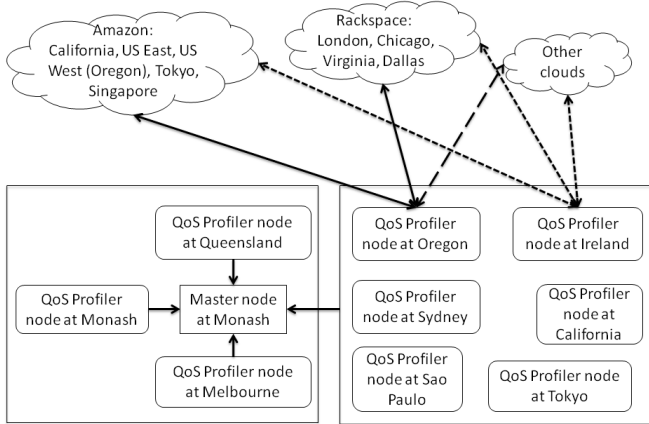 Amazon:
California, US East, US
West (Oregon), Tokyo,
Singapore
Rackspace:
London, Chicago,
Virginia, Dallas
Other
clouds
QoS Profiler node
at Queensland
QoS Profiler
node at Monash
Master node
at Monash
QoS Profiler node
at Melbourne
QoS Profiler
node at Oregon
QoS Profiler
node at Ireland
QoS Profiler
node at Sydney
QoS Profiler
node at
California
QoS Profiler
node at Sao
Paulo
QoS Profiler node
at Tokyo